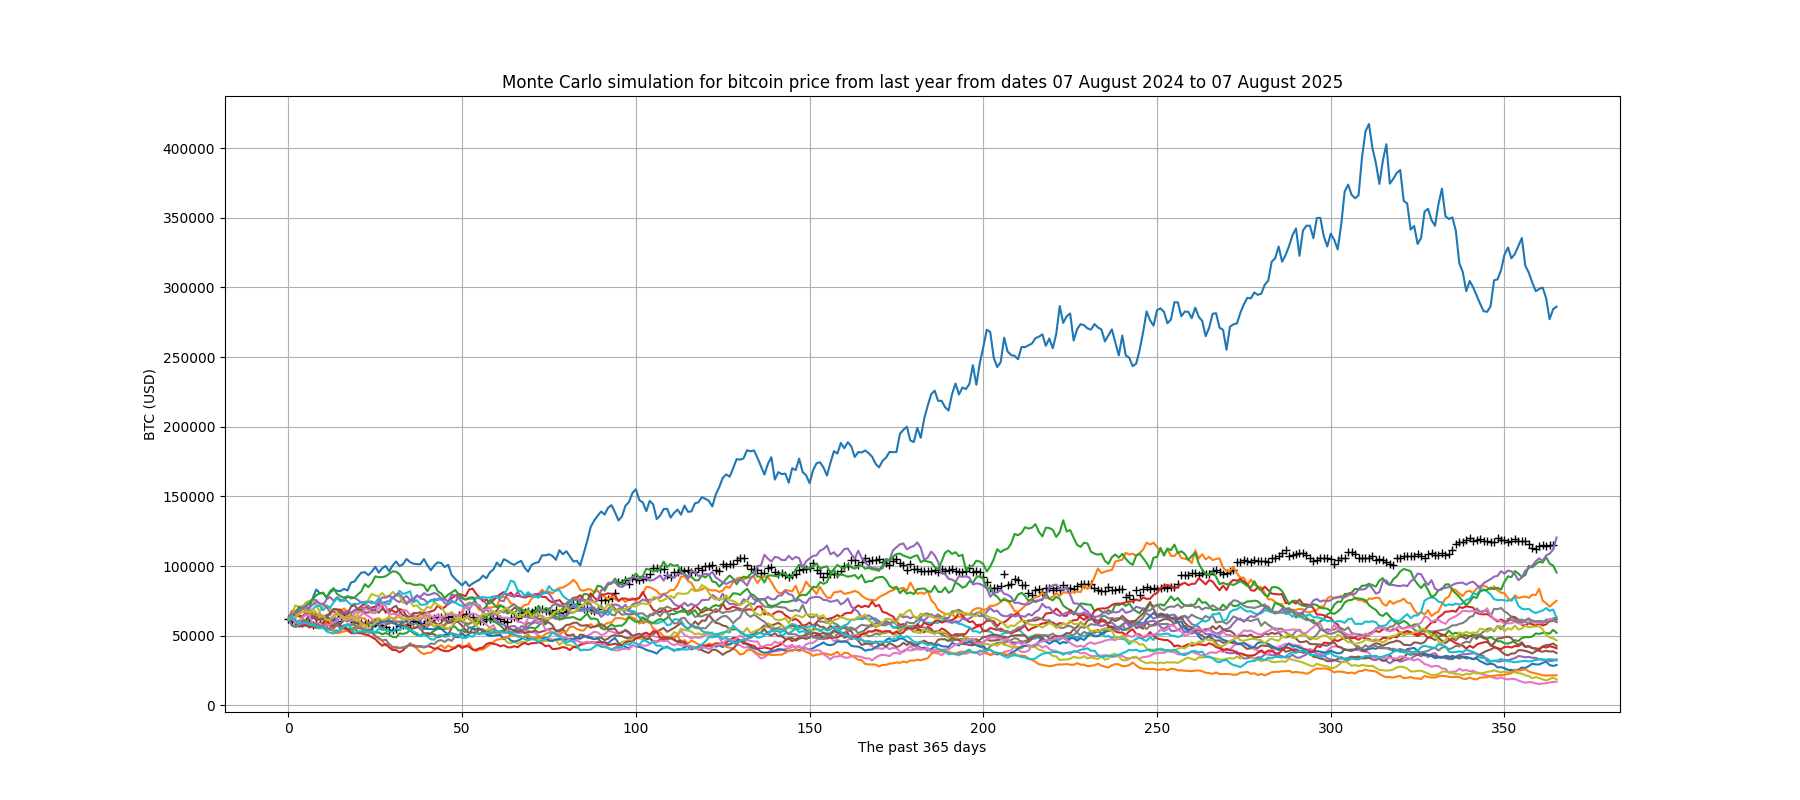 Monte Carlo simulation for bitcoin price from last year from dates 07 August 2024 to 07 August 2025
400000
350000
300000
250000
200000
150000
100000
50000
0
BTC (USD)
0 50 100 150 200 250 300 350
The past 365 days